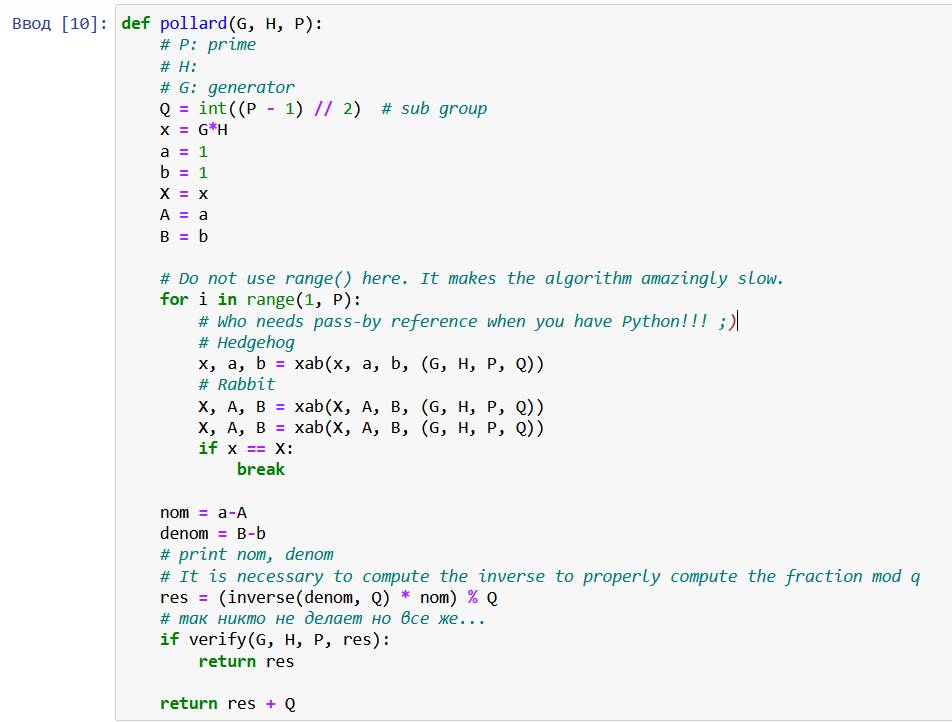 Ввод [10]: def pollard(G, H, P):
    # P: prime
    # H:
    # G: generator
    Q = int((P - 1) // 2)  # sub group
    x = G*H
    a = 1
    b = 1
    X = x
    A = a
    B = b

    # Do not use range() here. It makes the algorithm amazingly slow.
    for i in range(1, P):
        # Who needs pass-by reference when you have Python!!! ;)
        # Hedgehog
        x, a, b = xab(x, a, b, (G, H, P, Q))
        # Rabbit
        X, A, B = xab(X, A, B, (G, H, P, Q))
        X, A, B = xab(X, A, B, (G, H, P, Q))
        if x == X:
            break

    nom = a-A
    denom = B-b
    # print nom, denom
    # It is necessary to compute the inverse to properly compute the fraction mod q
    res = (inverse(denom, Q) * nom) % Q
    # так никто не делает но все же...
    if verify(G, H, P, res):
        return res

    return res + Q